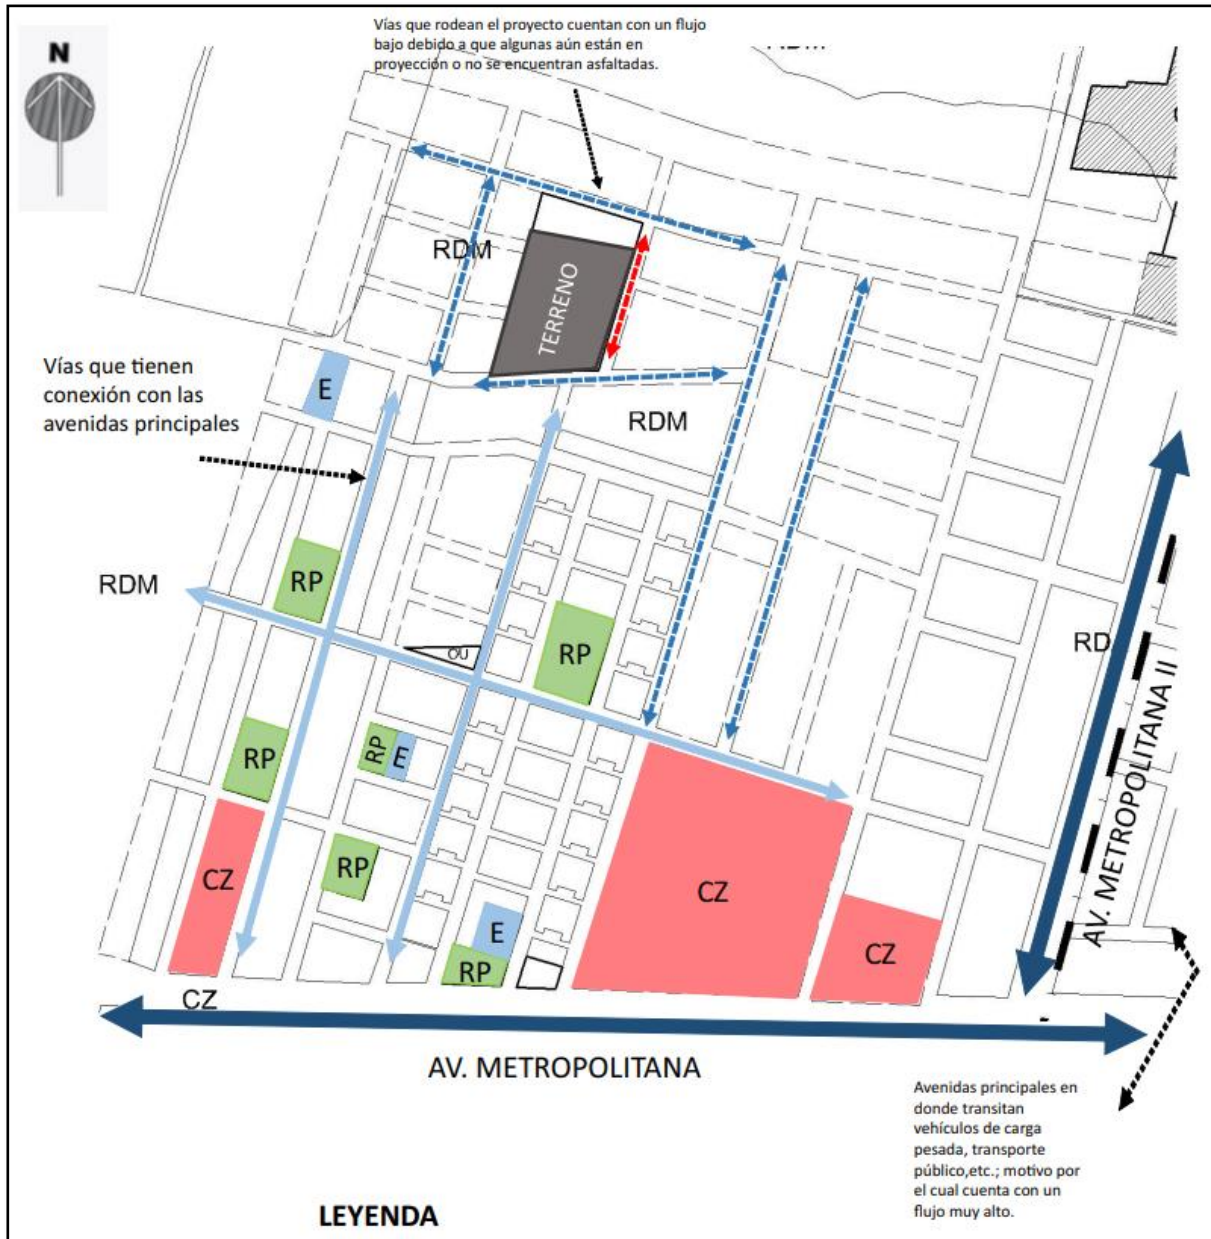 Vías que rodean el proyecto cuentan con un flujo
bajo debido a que algunas aún están en
proyección o no se encuentran asfaltadas.
N
RDM
RDM
TERRENO
Vías que tienen
conexión con las
avenidas principales
E
RDM
RP
RDM
OU
RP
RD
RP
RP
E
AV. METROPOLITANA II
RP
CZ
CZ
E
CZ
RP
CZ
AV. METROPOLITANA
Avenidas principales en
donde transitan
vehículos de carga
pesada, transporte
público,etc.; motivo por
el cual cuenta con un
flujo muy alto.
LEYENDA